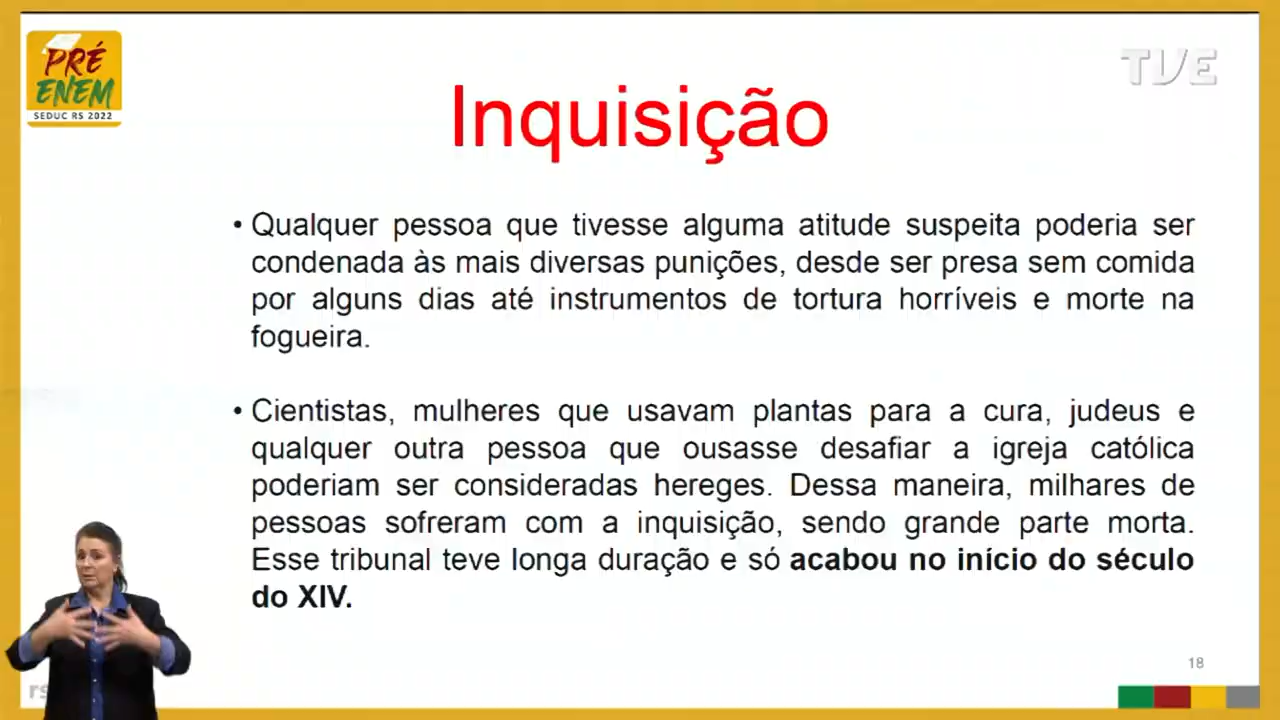 PRÉ
ENEM
SEDUC RS 2022
TVE
Inquisição
• Qualquer pessoa que tivesse alguma atitude suspeita poderia ser
condenada às mais diversas punições, desde ser presa sem comida
por alguns dias até instrumentos de tortura horríveis e morte na
fogueira.
• Cientistas, mulheres que usavam plantas para a cura, judeus e
qualquer outra pessoa que ousasse desafiar a igreja católica
poderiam ser consideradas hereges. Dessa maneira, milhares de
pessoas sofreram com a inquisição, sendo grande parte morta.
Esse tribunal teve longa duração e só acabou no início do século
do XIV.
18